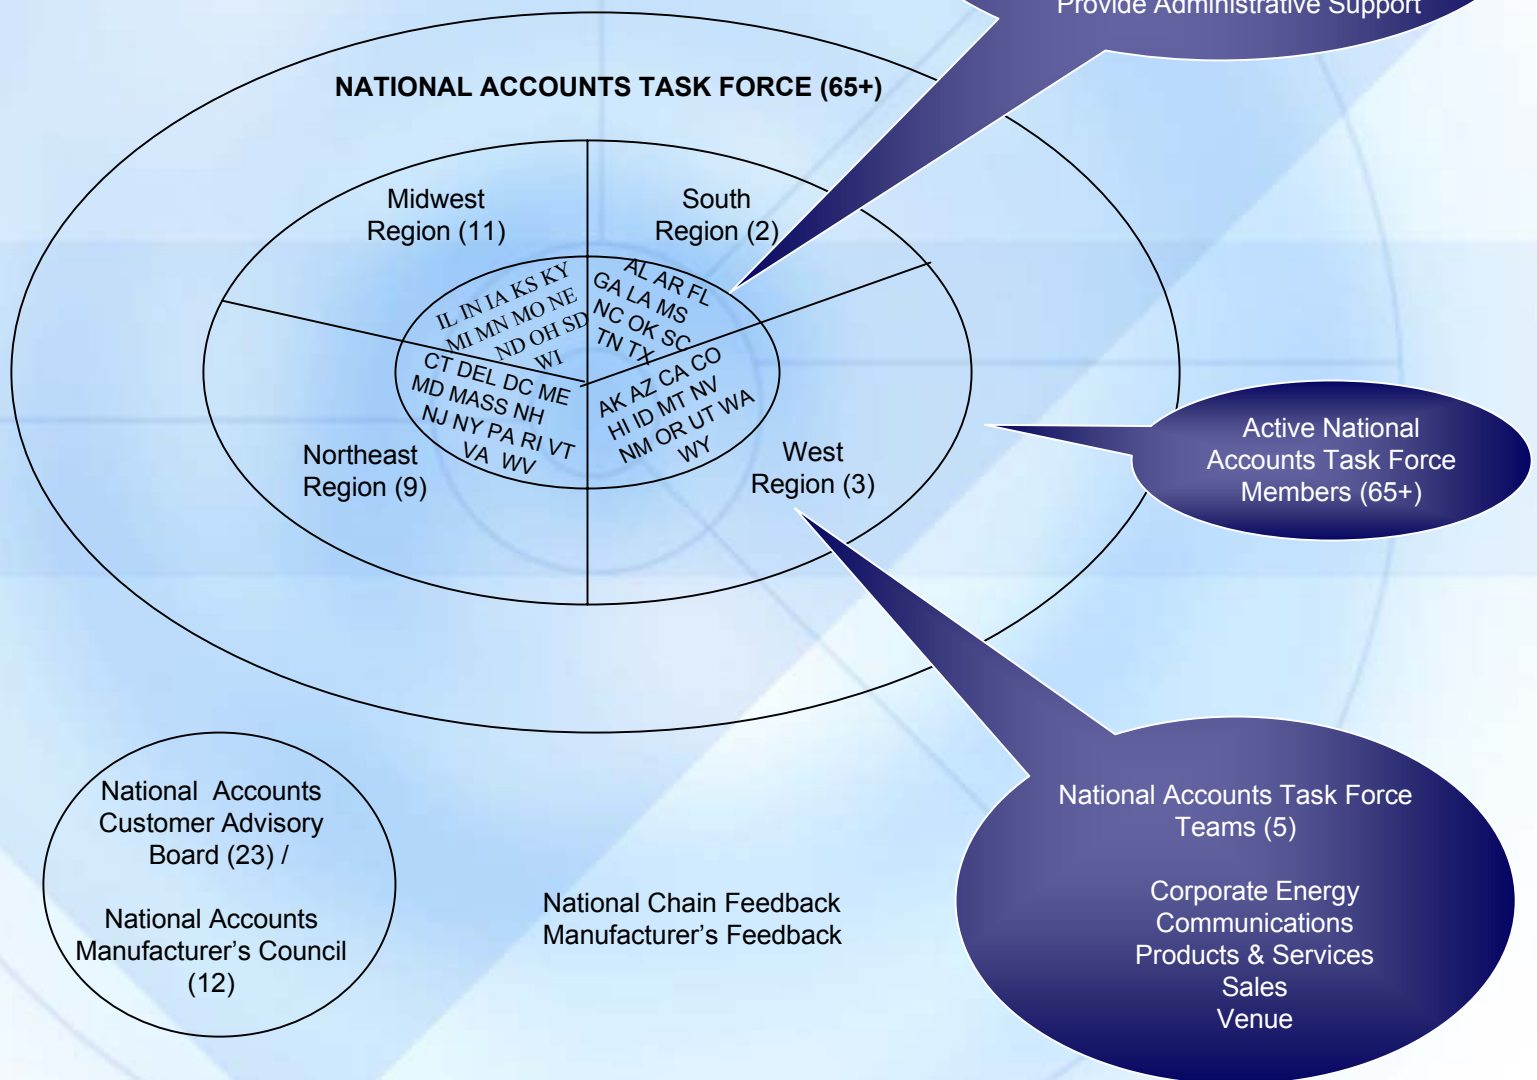 Provide Administrative Support
NATIONAL ACCOUNTS TASK FORCE (65+)
Midwest
Region (11)
South
Region (2)
IL IN IA KS KY
MI MN MO NE
ND OH SD
WI
AL AR FL
GA LA MS
NC OK SC
TN TX
CT DEL DC ME
MD MASS NH
NJ NY PA RI VT
VA WV
AK AZ CA CO
HI ID MT NV
NM OR UT WA
WY
Northeast
Region (9)
West
Region (3)
Active National
Accounts Task Force
Members (65+)
National Accounts
Customer Advisory
Board (23) /
National Accounts
Manufacturer’s Council
(12)
National Chain Feedback
Manufacturer’s Feedback
National Accounts Task Force
Teams (5)
Corporate Energy
Communications
Products & Services
Sales
Venue